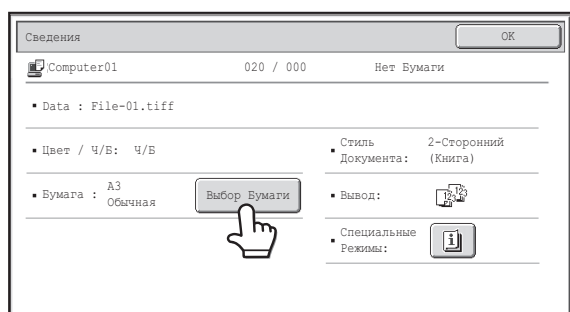 Сведения
OK
Computer01 020 / 000 Нет Бумаги
Data : File-01.tiff
Цвет / Ч/Б: Ч/Б
Стиль Документа: 2-Сторонний (Книга)
Бумага : A3 Обычная
Выбор Бумаги
Вывод:
Специальные Режимы: